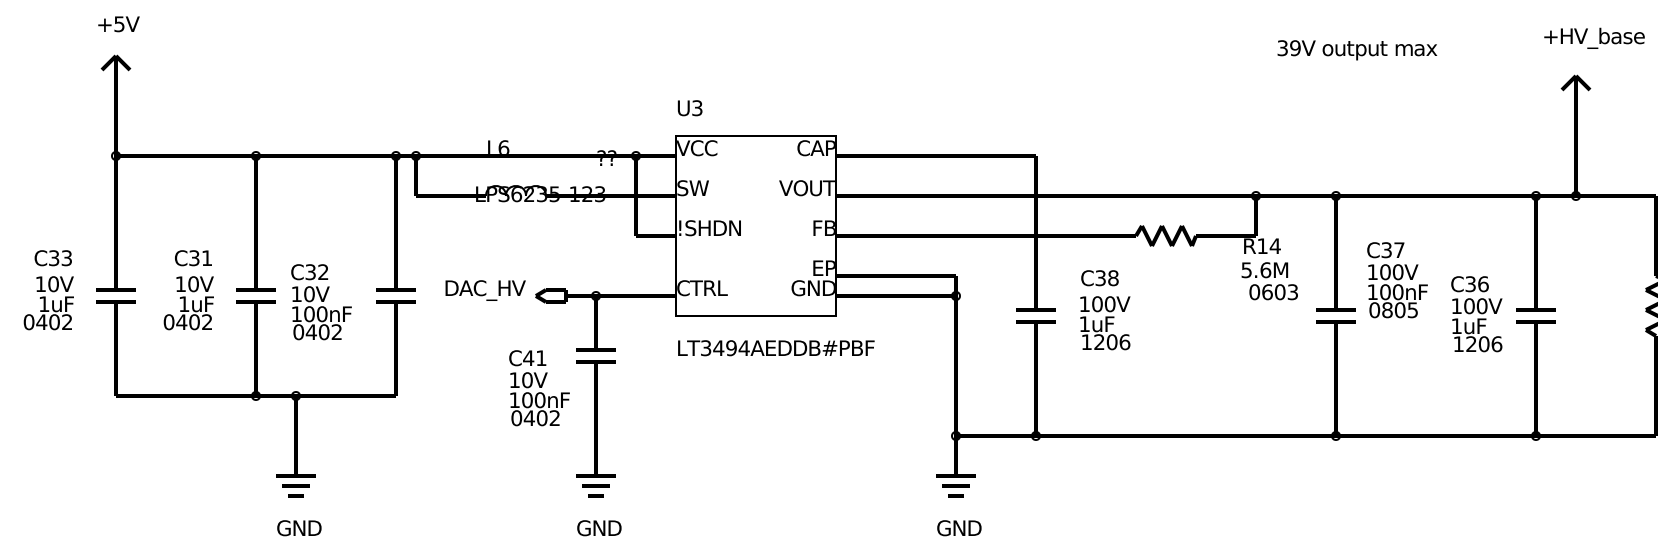 +5V
39V output max
+HV_base
U3
L6
??
LPS6235-123
VCC
SW
!SHDN
CTRL
CAP
VOUT
FB
EP
GND
LT3494AEDDB#PBF
DAC_HV
C33
10V
1uF
0402
C31
10V
1uF
0402
C32
10V
100nF
0402
C41
10V
100nF
0402
C38
100V
1uF
1206
R14
5.6M
0603
C37
100V
100nF
0805
C36
100V
1uF
1206
GND
GND
GND